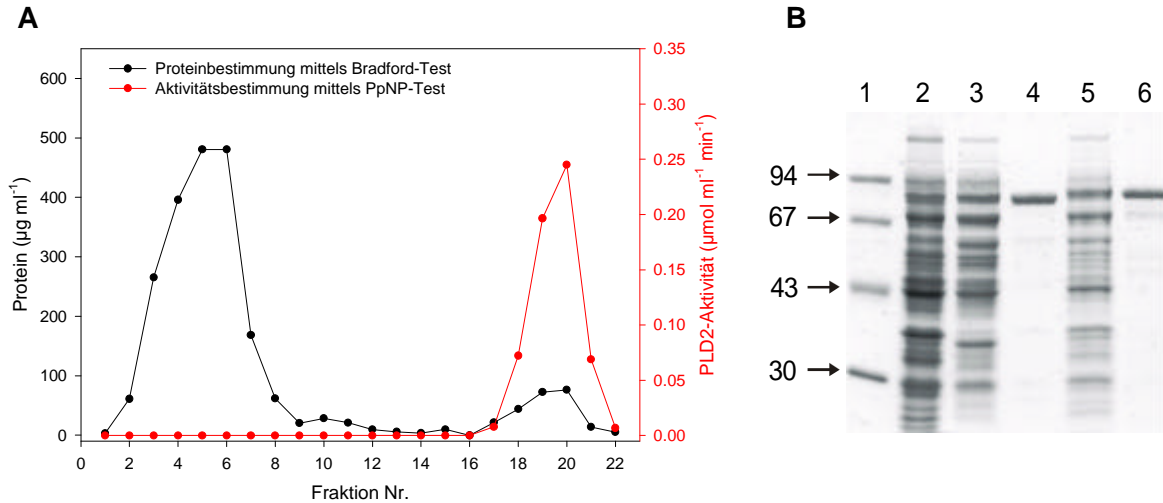 A
Protein (µg ml⁻¹)
600
500
400
300
200
100
0
Proteinbestimmung mittels Bradford-Test
Aktivitätsbestimmung mittels PpNP-Test
0.35
0.30
0.25
0.20
0.15
0.10
0.05
0.00
PLD2-Aktivität (µmol ml⁻¹ min⁻¹)
0 2 4 6 8 10 12 14 16 18 20 22
Fraktion Nr.
B
1 2 3 4 5 6
94
67
43
30